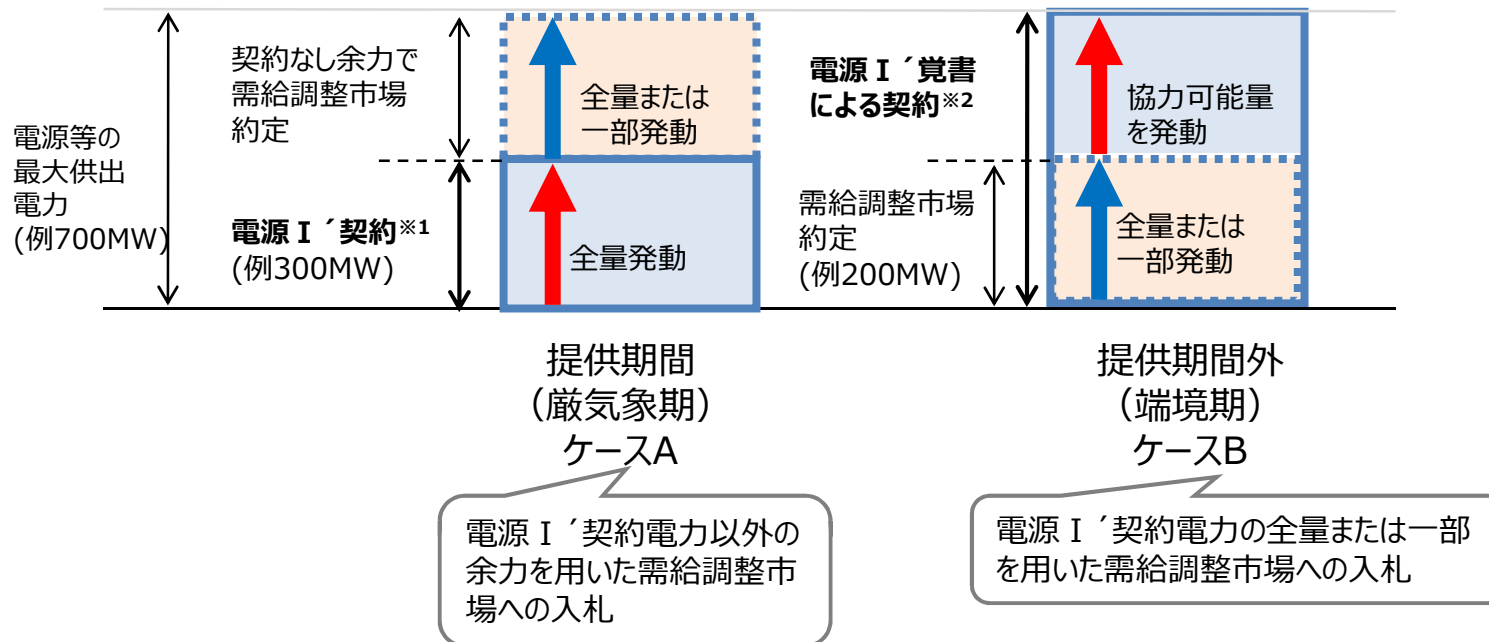 電源等の
最大供出
電力
(例700MW)
契約なし余力で
需給調整市場
約定
電源Ⅰ´契約※1
(例300MW)
全量または
一部発動
全量発動
提供期間
（厳気象期）
ケースA
電源Ⅰ´契約電力以外の
余力を用いた需給調整市
場への入札
電源Ⅰ´覚書
による契約※2
需給調整市場
約定
(例200MW)
協力可能量
を発動
全量または
一部発動
提供期間外
（端境期）
ケースB
電源Ⅰ´契約電力の全量または一部
を用いた需給調整市場への入札